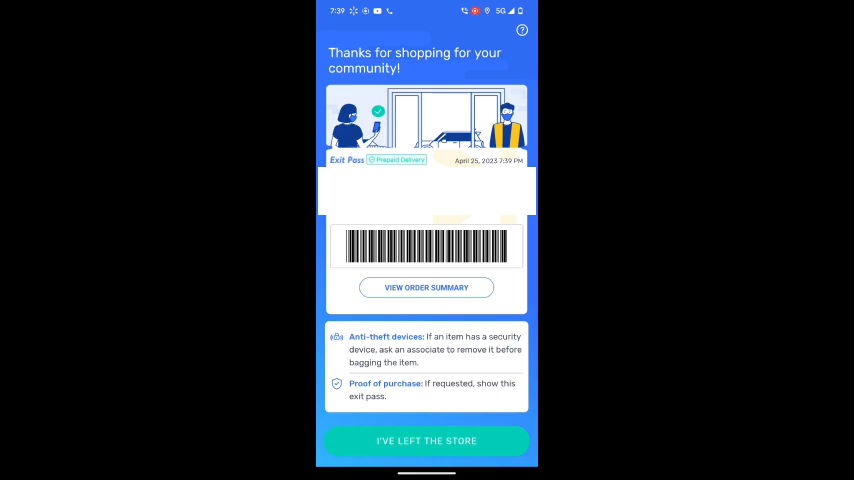 7:39
5G
Thanks for shopping for your
community!
Exit Pass
Prepaid Delivery
April 25, 2023 7:39 PM
VIEW ORDER SUMMARY
Anti-theft devices: If an item has a security
device, ask an associate to remove it before
bagging the item.
Proof of purchase: If requested, show this
exit pass.
I'VE LEFT THE STORE